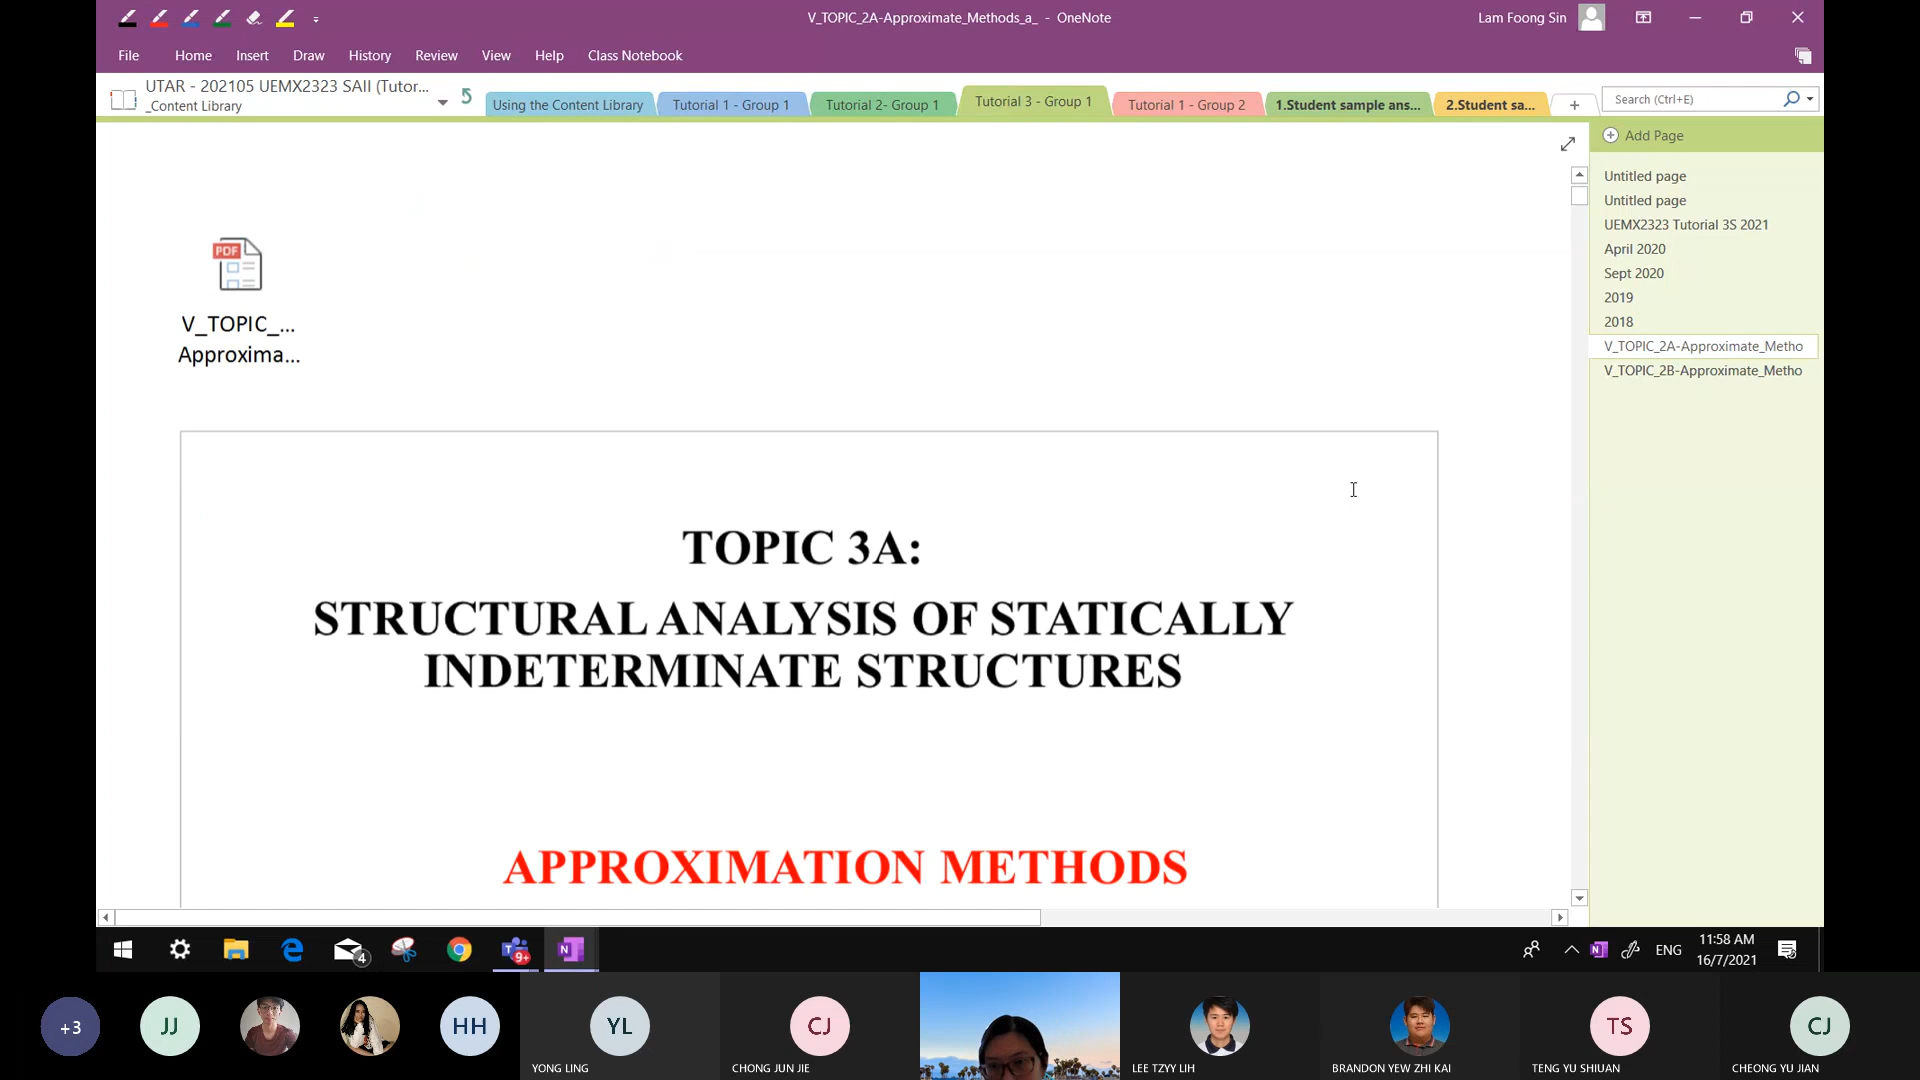 V_TOPIC_2A-Approximate_Methods_a_ - OneNote
Lam Foong Sin
File Home Insert Draw History Review View Help Class Notebook
UTAR - 202105 UEMX2323 SAII (Tutor...
_Content Library
Using the Content Library
Tutorial 1 - Group 1
Tutorial 2- Group 1
Tutorial 3 - Group 1
Tutorial 1 - Group 2
1.Student sample ans...
2.Student sa...
Search (Ctrl+E)
Add Page
Untitled page
Untitled page
UEMX2323 Tutorial 3S 2021
April 2020
Sept 2020
2019
2018
V_TOPIC_2A-Approximate_Metho
V_TOPIC_2B-Approximate_Metho
PDF
V_TOPIC_...
Approxima...
TOPIC 3A:
STRUCTURAL ANALYSIS OF STATICALLY
INDETERMINATE STRUCTURES
APPROXIMATION METHODS
4
9+
N
ENG
11:58 AM
16/7/2021
+3
JJ
HH
YL
YONG LING
CJ
CHONG JUN JIE
LEE TZYY LIH
BRANDON YEW ZHI KAI
TS
TENG YU SHIUAN
CJ
CHEONG YU JIAN